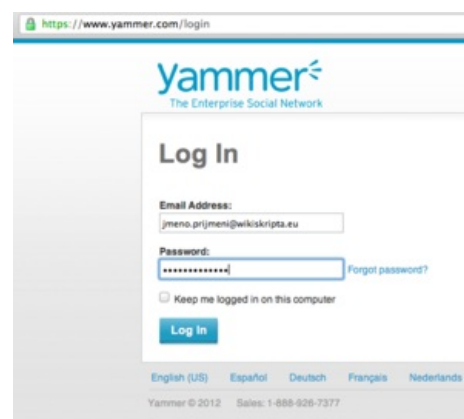 https://www.yammer.com/login
yammer
The Enterprise Social Network
Log In
Email Address:
jmeno.prijmeni@wikiskripta.eu
Password:
Forgot password?
Keep me logged in on this computer
Log In
English (US) Español Deutsch Français Nederlands
Yammer © 2012 Sales: 1-888-926-7377